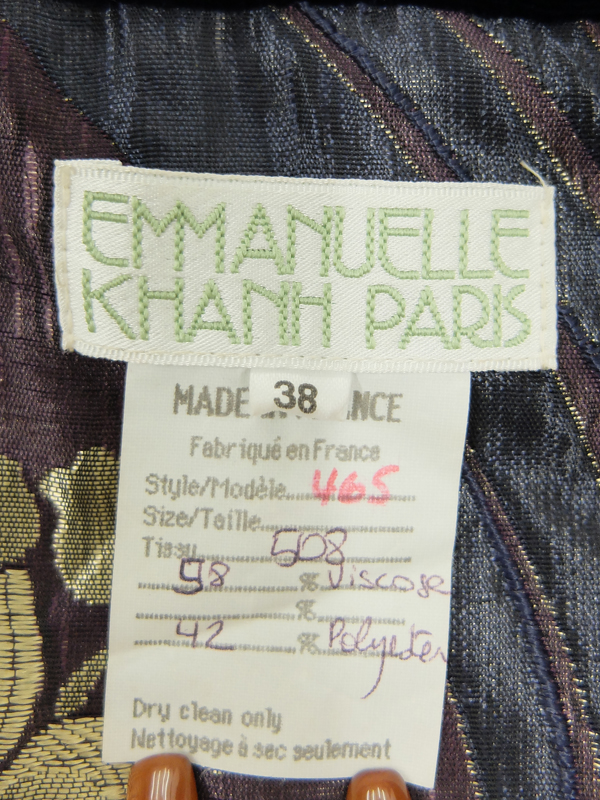 EMMANUELLE
KHANH PARIS
38
MADE NCE
Fabriqué en France
Style/Modèle 465
Size/Taille
Tissu 508
58 % Viscose
%
42 % Polyester
Dry clean only
Nettoyage à sec seulement